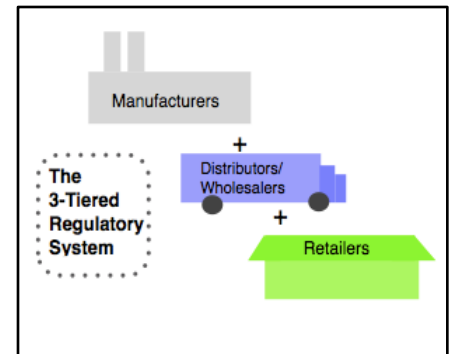 Manufacturers
+
Distributors/
Wholesalers
+
The
3-Tiered
Regulatory
System
Retailers